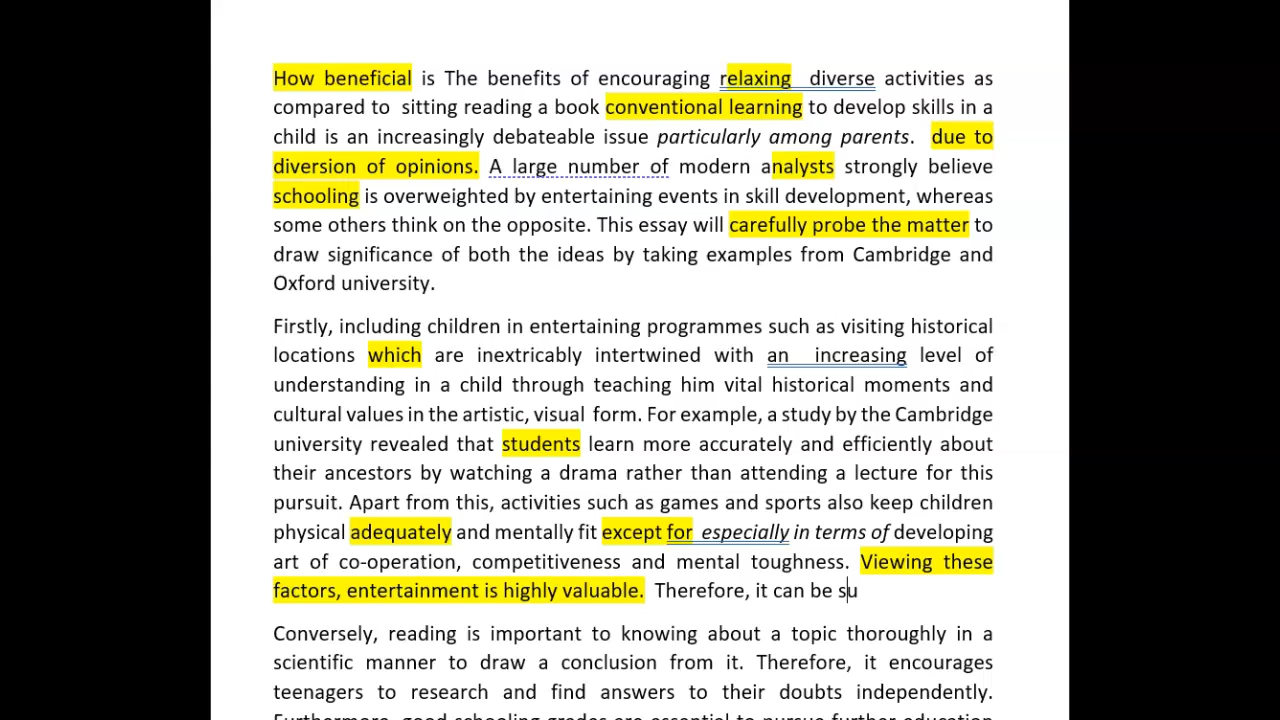 How beneficial is The benefits of encouraging relaxing diverse activities as
compared to sitting reading a book conventional learning to develop skills in a
child is an increasingly debateable issue particularly among parents. due to
diversion of opinions. A large number of modern analysts strongly believe
schooling is overweighted by entertaining events in skill development, whereas
some others think on the opposite. This essay will carefully probe the matter to
draw significance of both the ideas by taking examples from Cambridge and
Oxford university.
Firstly, including children in entertaining programmes such as visiting historical
locations which are inextricably intertwined with an increasing level of
understanding in a child through teaching him vital historical moments and
cultural values in the artistic, visual form. For example, a study by the Cambridge
university revealed that students learn more accurately and efficiently about
their ancestors by watching a drama rather than attending a lecture for this
pursuit. Apart from this, activities such as games and sports also keep children
physical adequately and mentally fit except for especially in terms of developing
art of co-operation, competitiveness and mental toughness. Viewing these
factors, entertainment is highly valuable. Therefore, it can be su
Conversely, reading is important to knowing about a topic thoroughly in a
scientific manner to draw a conclusion from it. Therefore, it encourages
teenagers to research and find answers to their doubts independently.
Furthermore, good schooling grades are essential to pursue further education